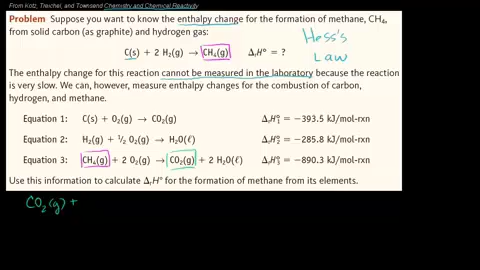 From Kotz, Treichel, and Townsend Chemistry and Chemical Reactivity
Problem Suppose you want to know the enthalpy change for the formation of methane, CH₄,
from solid carbon (as graphite) and hydrogen gas:
Hess's
Law
C(s) + 2 H₂(g) → CH₄(g) ΔᵣH° = ?
The enthalpy change for this reaction cannot be measured in the laboratory because the reaction
is very slow. We can, however, measure enthalpy changes for the combustion of carbon,
hydrogen, and methane.
Equation 1: C(s) + O₂(g) → CO₂(g) ΔᵣH°₁ = −393.5 kJ/mol-rxn
Equation 2: H₂(g) + ½ O₂(g) → H₂O(ℓ) ΔᵣH°₂ = −285.8 kJ/mol-rxn
Equation 3: CH₄(g) + 2 O₂(g) → CO₂(g) + 2 H₂O(ℓ) ΔᵣH°₃ = −890.3 kJ/mol-rxn
Use this information to calculate ΔᵣH° for the formation of methane from its elements.
CO₂(g) +